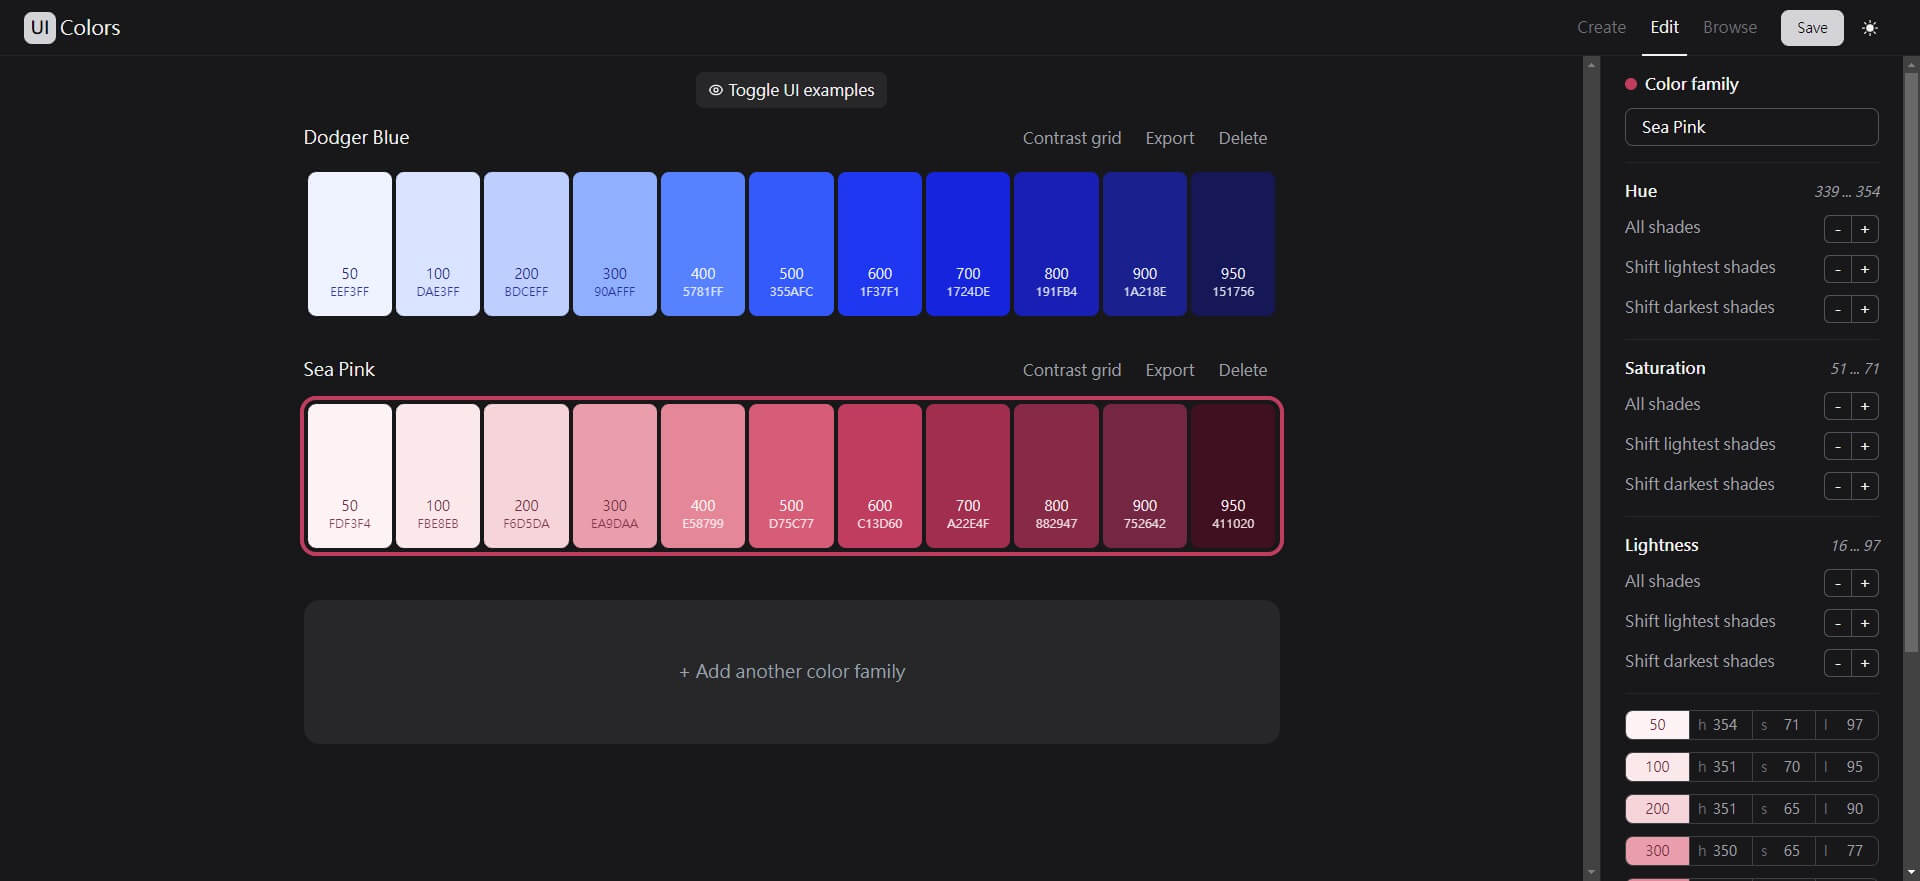 UI Colors
Create Edit Browse Save
Toggle UI examples
Dodger Blue
Contrast grid Export Delete
50 100 200 300 400 500 600 700 800 900 950
EEF3FF DAE3FF BDCEFF 90AFFF 5781FF 355AFC 1F37F1 1724DE 191FB4 1A218E 151756
Sea Pink
Contrast grid Export Delete
50 100 200 300 400 500 600 700 800 900 950
FDF3F4 FBE8EB F6D5DA EA9DAA E58799 D75C77 C13D60 A22E4F 882947 752642 411020
+ Add another color family
Color family
Sea Pink
Hue 339 ... 354
All shades - +
Shift lightest shades - +
Shift darkest shades - +
Saturation 51 ... 71
All shades - +
Shift lightest shades - +
Shift darkest shades - +
Lightness 16 ... 97
All shades - +
Shift lightest shades - +
Shift darkest shades - +
50 h 354 s 71 l 97
100 h 351 s 70 l 95
200 h 351 s 65 l 90
300 h 350 s 65 l 77